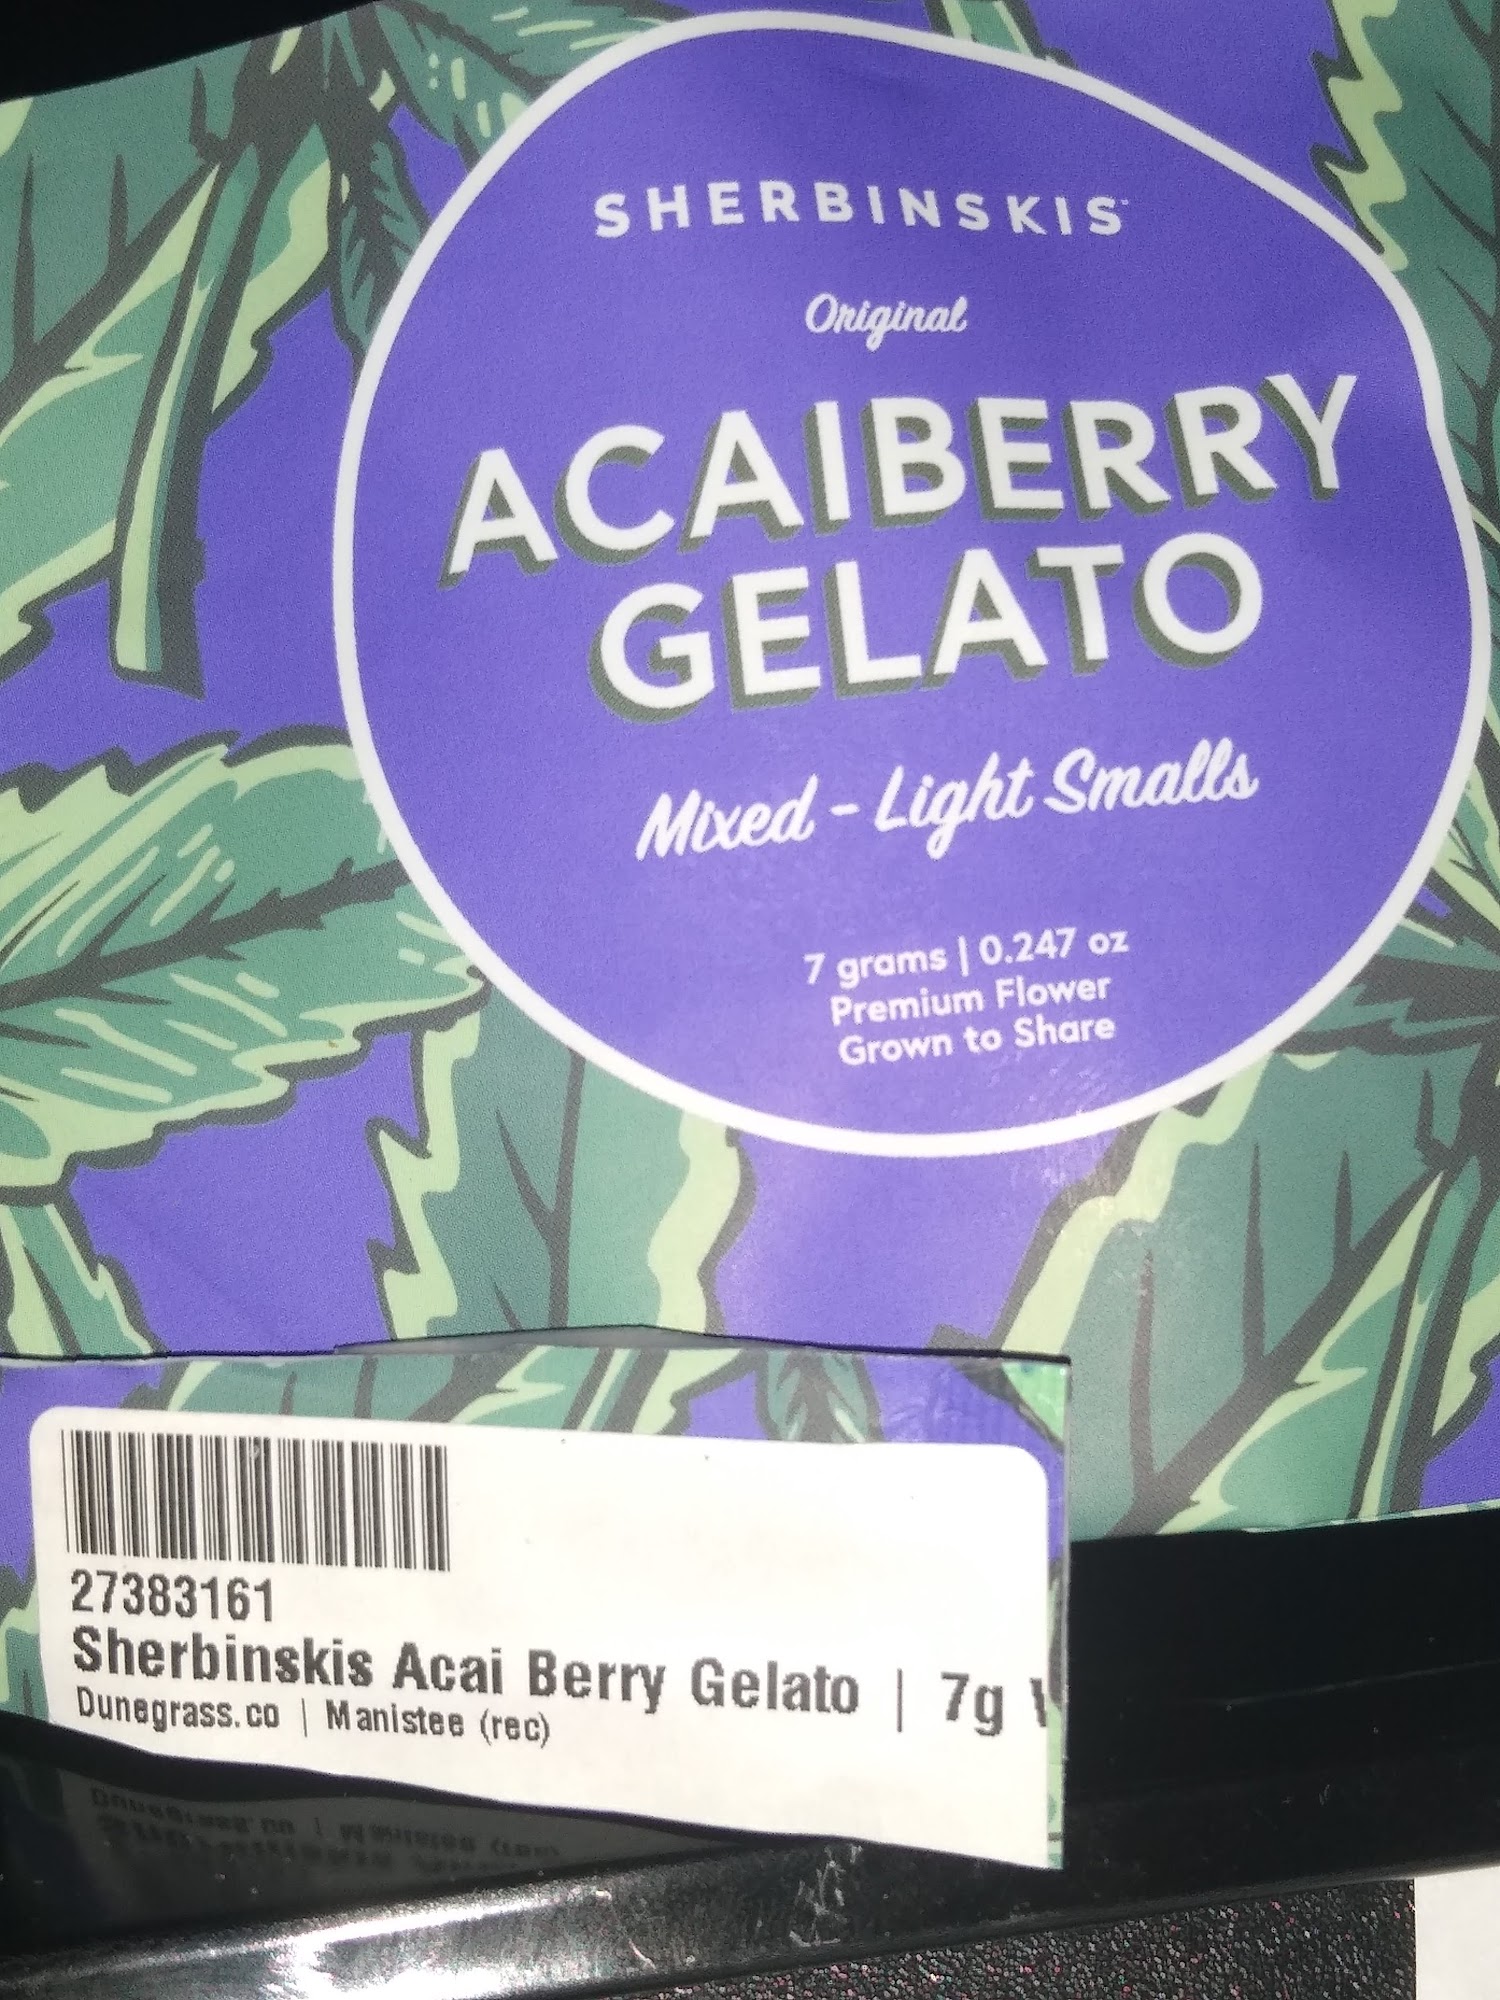 SHERBINSKIS™
Original
ACAIBERRY
GELATO
Mixed - Light Smalls
7 grams | 0.247 oz
Premium Flower
Grown to Share
27383161
Sherbinskis Acai Berry Gelato | 7g
Dunegrass.co | Manistee (rec)